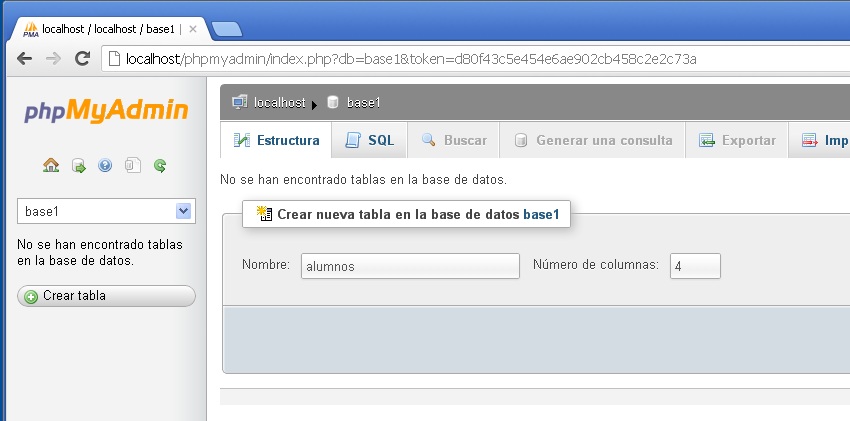 localhost / localhost / base1
localhost/phpmyadmin/index.php?db=base1&token=d80f43c5e454e6ae902cb458c2e2c73a
phpMyAdmin
base1
No se han encontrado tablas
en la base de datos.
Crear tabla
localhost base1
Estructura SQL Buscar Generar una consulta Exportar Imp
No se han encontrado tablas en la base de datos.
Crear nueva tabla en la base de datos base1
Nombre: alumnos Número de columnas: 4